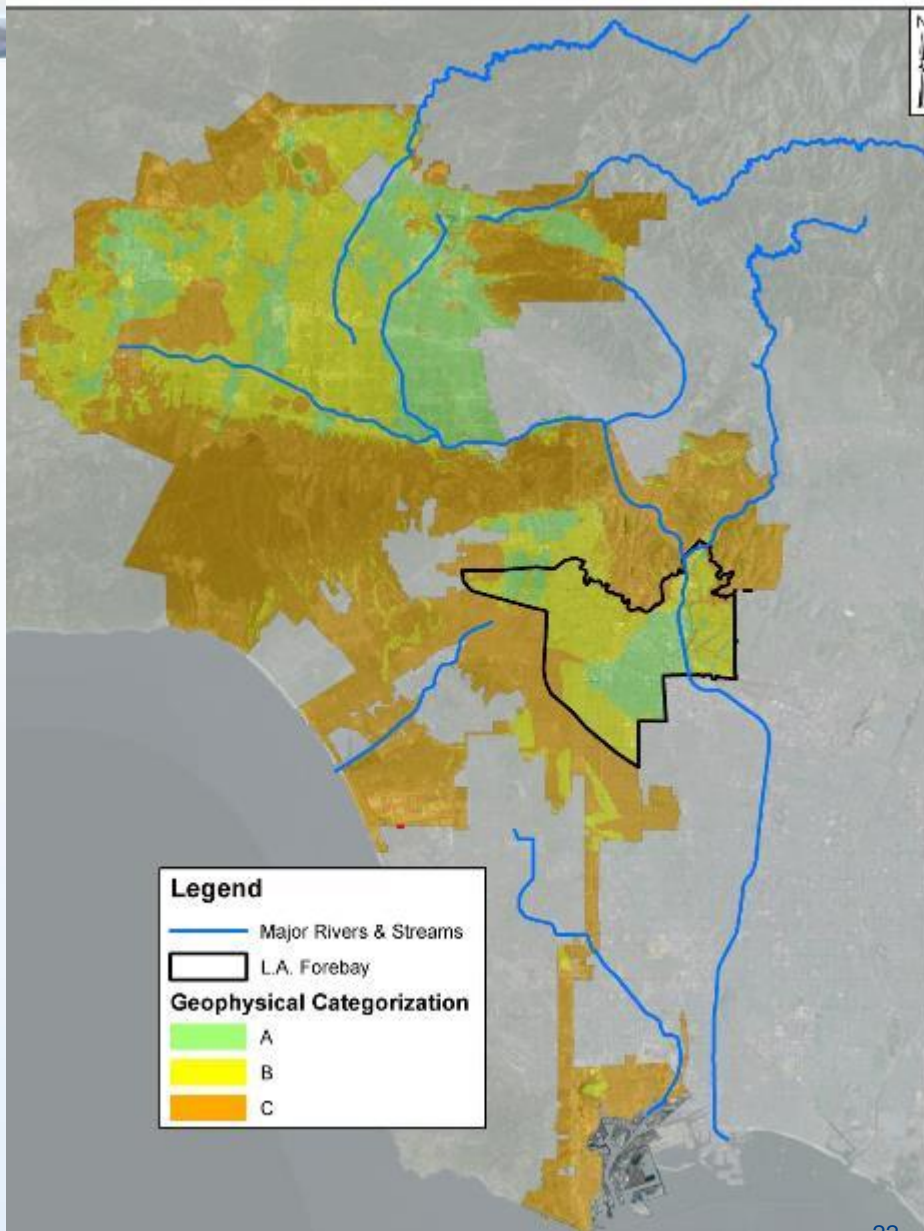 N
Legend
Major Rivers & Streams
L.A. Forebay
Geophysical Categorization
A
B
C